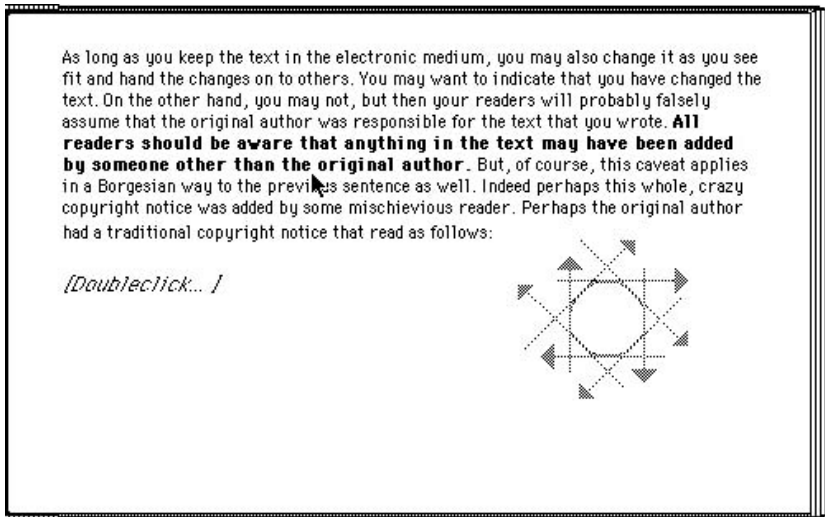 As long as you keep the text in the electronic medium, you may also change it as you see
fit and hand the changes on to others. You may want to indicate that you have changed the
text. On the other hand, you may not, but then your readers will probably falsely
assume that the original author was responsible for the text that you wrote. All
readers should be aware that anything in the text may have been added
by someone other than the original author. But, of course, this caveat applies
in a Borgesian way to the previous sentence as well. Indeed perhaps this whole, crazy
copyright notice was added by some mischievious reader. Perhaps the original author
had a traditional copyright notice that read as follows:
[Doubleclick... ]